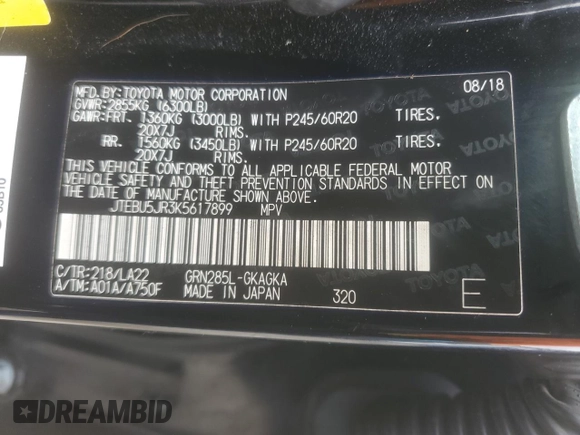 MFD.BY:TOYOTA MOTOR CORPORATION 08/18
GVWR:2855KG (6300LB)
GAWR:FRT. 1360KG (3000LB) WITH P245/60R20 TIRES.
20X7J RIMS.
RR. 1560KG (3450LB) WITH P245/60R20 TIRES.
20X7J RIMS.
THIS VEHICLE CONFORMS TO ALL APPLICABLE FEDERAL MOTOR
VEHICLE SAFETY AND THEFT PREVENTION STANDARDS IN EFFECT ON
THE DATE OF MANUFACTURE SHOWN ABOVE.
JTEBU5JR3K5617899 MPV
C/TR:218/LA22 GRN285L-GKAGKA
A/TM:A01A/A750F MADE IN JAPAN 320 E
DREAMBID